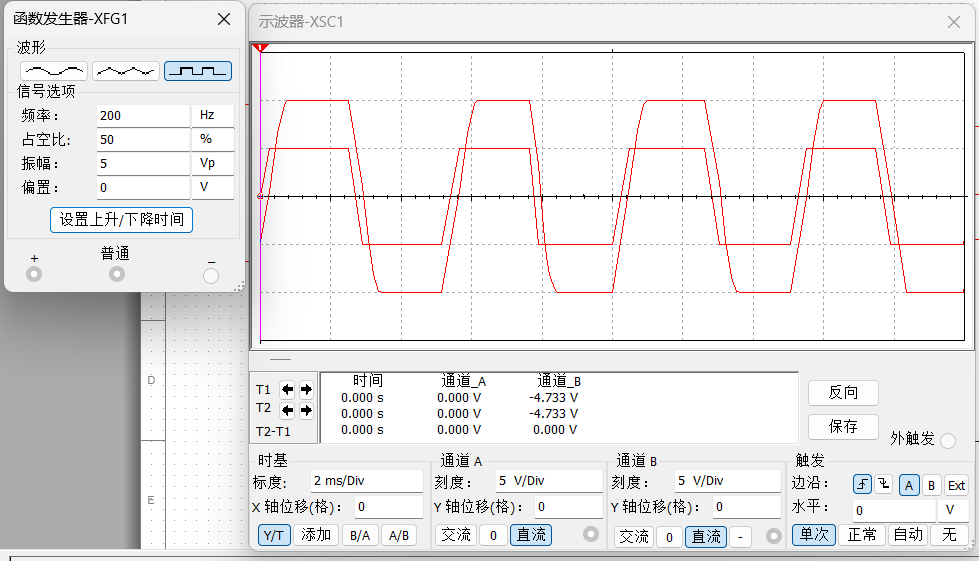 函数发生器-XFG1
波形
信号选项
频率： 200 Hz
占空比: 50 %
振幅： 5 Vp
偏置： 0 V
设置上升/下降时间
+ 普通 −
D
E
示波器-XSC1
1
T1
T2
T2-T1
时间 通道_A 通道_B
0.000 s 0.000 V -4.733 V
0.000 s 0.000 V -4.733 V
0.000 s 0.000 V 0.000 V
反向
保存
外触发
时基
标度： 2 ms/Div
X 轴位移(格)： 0
Y/T 添加 B/A A/B
通道 A
刻度： 5 V/Div
Y 轴位移(格)： 0
交流 0 直流
通道 B
刻度： 5 V/Div
Y 轴位移(格)： 0
交流 0 直流 -
触发
边沿： A B Ext
水平： 0 V
单次 正常 自动 无